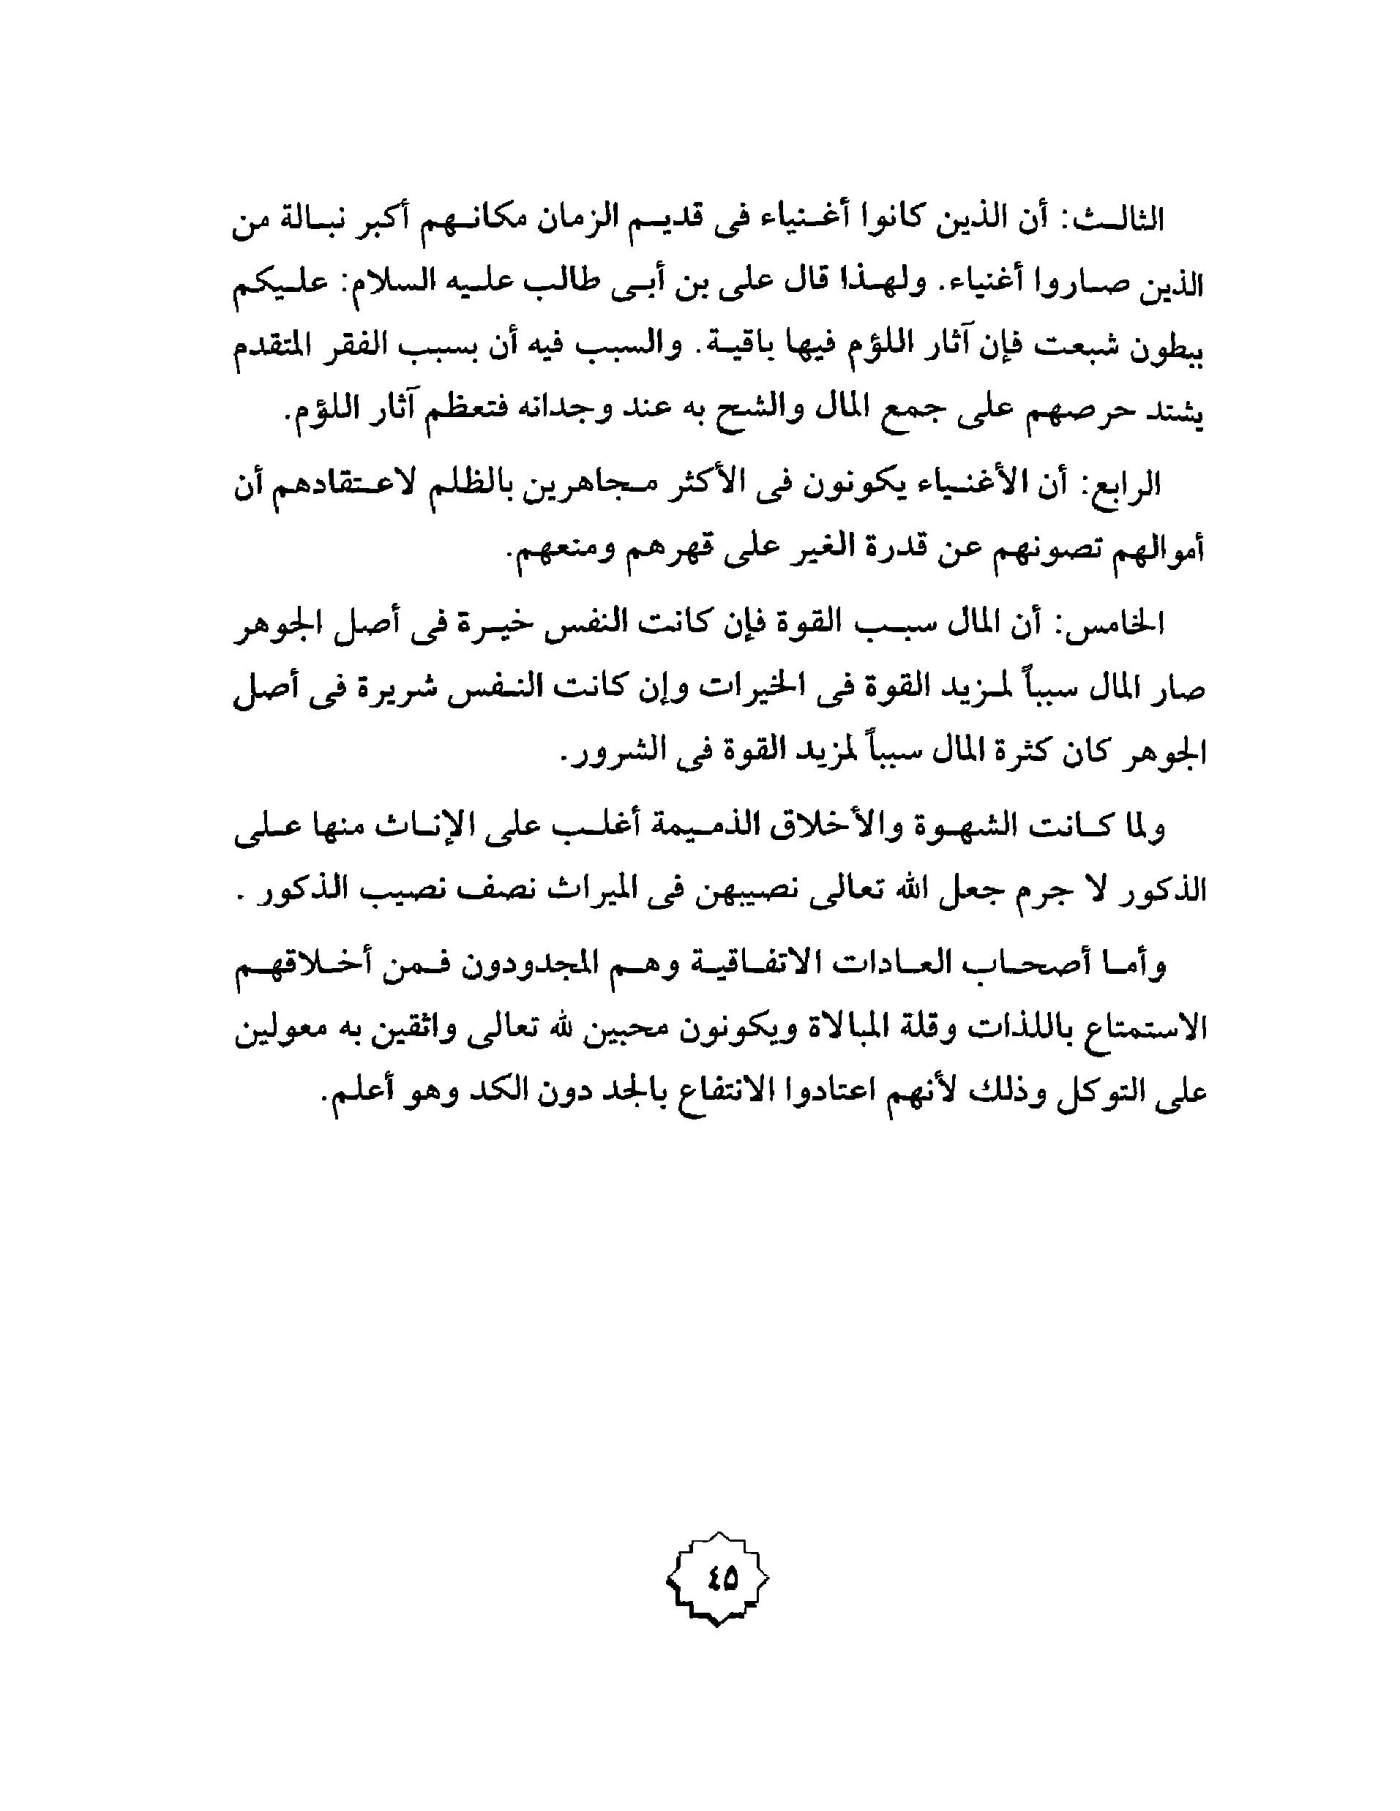 الثالث: أن الذين كانوا أغنياء فى قديم الزمان مكانهم أكبر نبالة من
الذين صاروا أغنياء. ولهذا قال على بن أبى طالب عليه السلام: عليكم
ببطون شبعت فإن آثار اللؤم فيها باقية. والسبب فيه أن بسبب الفقر المتقدم
يشتد حرصهم على جمع المال والشح به عند وجدانه فتعظم آثار اللؤم.
الرابع: أن الأغنياء يكونون فى الأكثر مجاهرين بالظلم لاعتقادهم أن
أموالهم تصونهم عن قدرة الغير على قهرهم ومنعهم.
الخامس: أن المال سبب القوة فإن كانت النفس خيرة فى أصل الجوهر
صار المال سبباً لمزيد القوة فى الخيرات وإن كانت النفس شريرة فى أصل
الجوهر كان كثرة المال سبباً لمزيد القوة فى الشرور.
ولما كانت الشهوة والأخلاق الذميمة أغلب على الإناث منها على
الذكور لا جرم جعل الله تعالى نصيبهن فى الميراث نصف نصيب الذكور .
وأما أصحاب العادات الاتفاقية وهم المجدودون فمن أخلاقهم
الاستمتاع باللذات وقلة المبالاة ويكونون محبين لله تعالى واثقين به معولين
على التوكل وذلك لأنهم اعتادوا الانتفاع بالجد دون الكد وهو أعلم.
٤٥